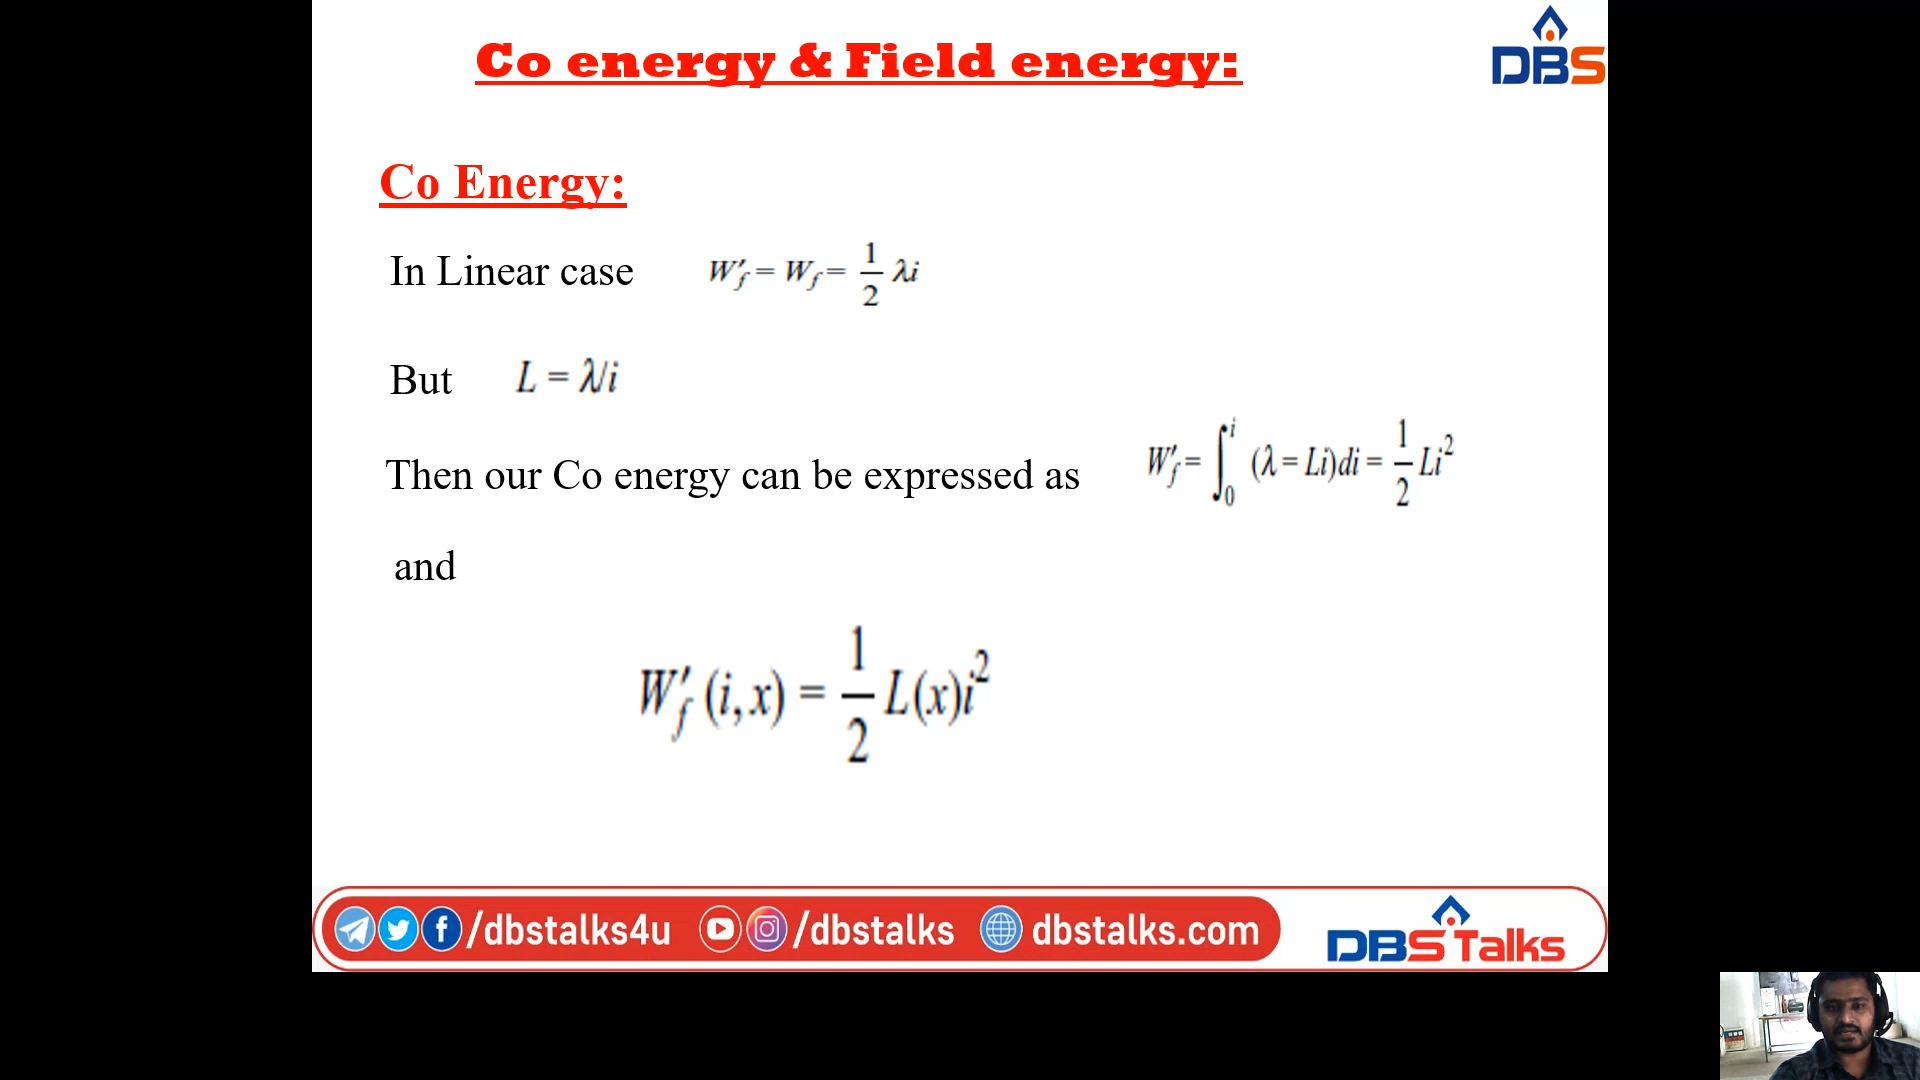 Co energy & Field energy:
DBS
Co Energy:
In Linear case W′f = Wf = 1/2 λi
But L = λ/i
Then our Co energy can be expressed as W′f = ∫₀ⁱ (λ = Li)di = 1/2 Li²
and
W′f (i,x) = 1/2 L(x)i²
/dbstalks4u /dbstalks dbstalks.com DBS Talks